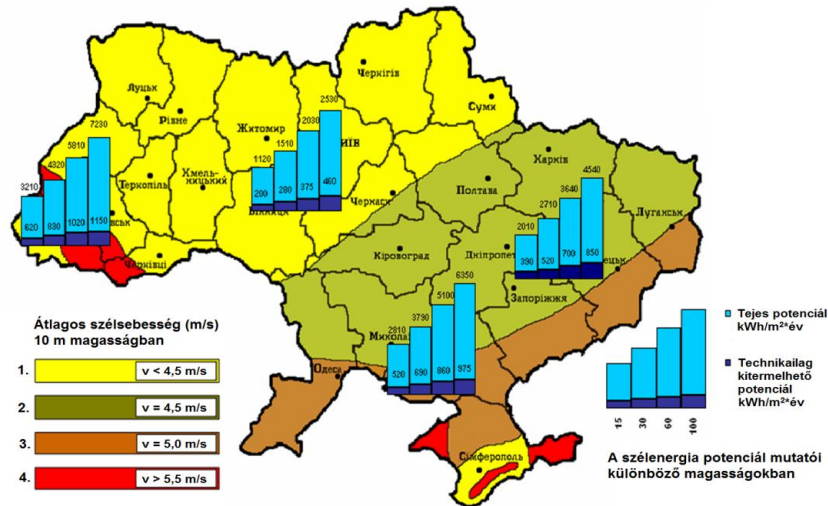 Чернігів
Луцьк
Рівне
Суми
Житомир
ИЇВ
2530
2030
1510
1120
460
375
280
200
7230
5810
4320
3210
1150
1020
830
620
Тернопіль
Хмель-
ницький
Вінниця
Черкаси
Чернівці
вськ
Харків
Полтава
Луганськ
Кіровоград
Дніпропет
ецьк
Запоріжжя
4540
3640
2710
2010
850
700
520
390
6350
5100
3790
2810
975
860
690
520
Микола
Одеса
Сімферополь
Átlagos szélsebesség (m/s)
10 m magasságban
1. v < 4,5 m/s
2. v = 4,5 m/s
3. v = 5,0 m/s
4. v > 5,5 m/s
Tejes potenciál
kWh/m²*év
Technikailag
kitermelhető
potenciál
kWh/m²*év
15 30 60 100
A szélenergia potenciál mutatói
különböző magasságokban